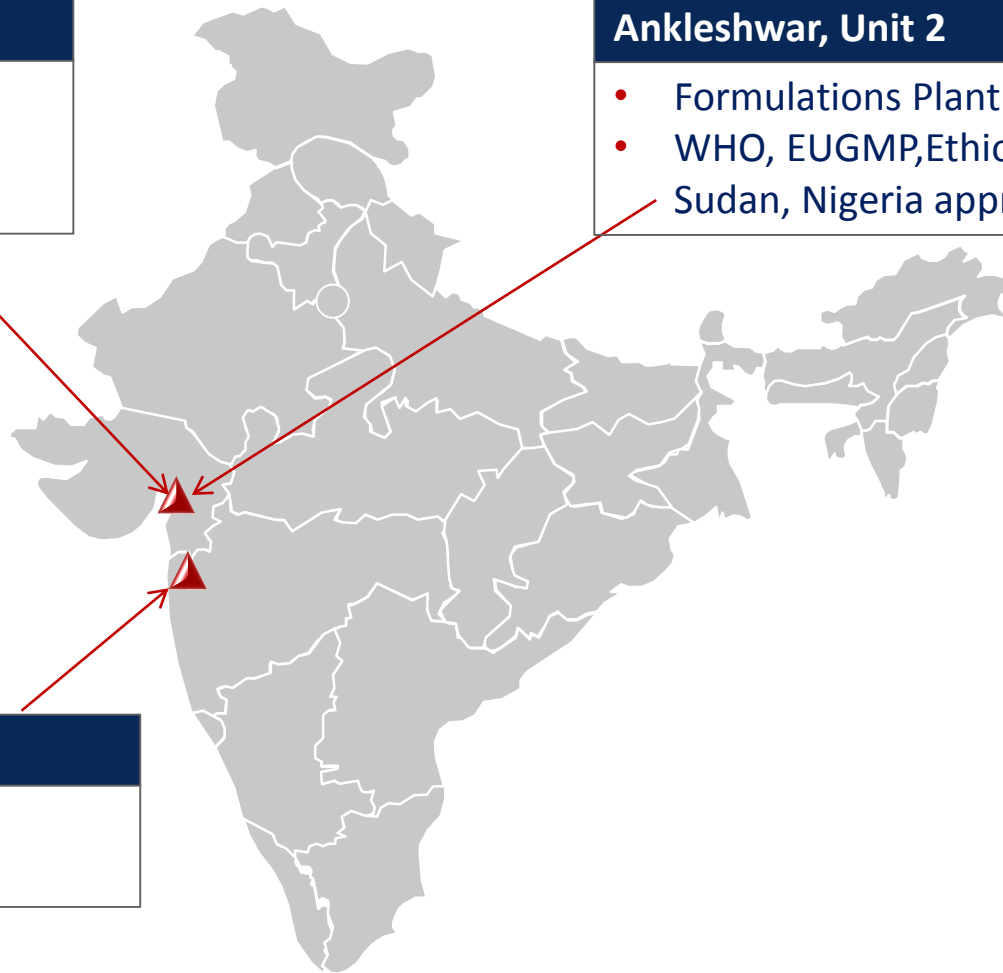 Ankleshwar, Unit 2
• Formulations Plant
• WHO, EUGMP,Ethio
Sudan, Nigeria appr